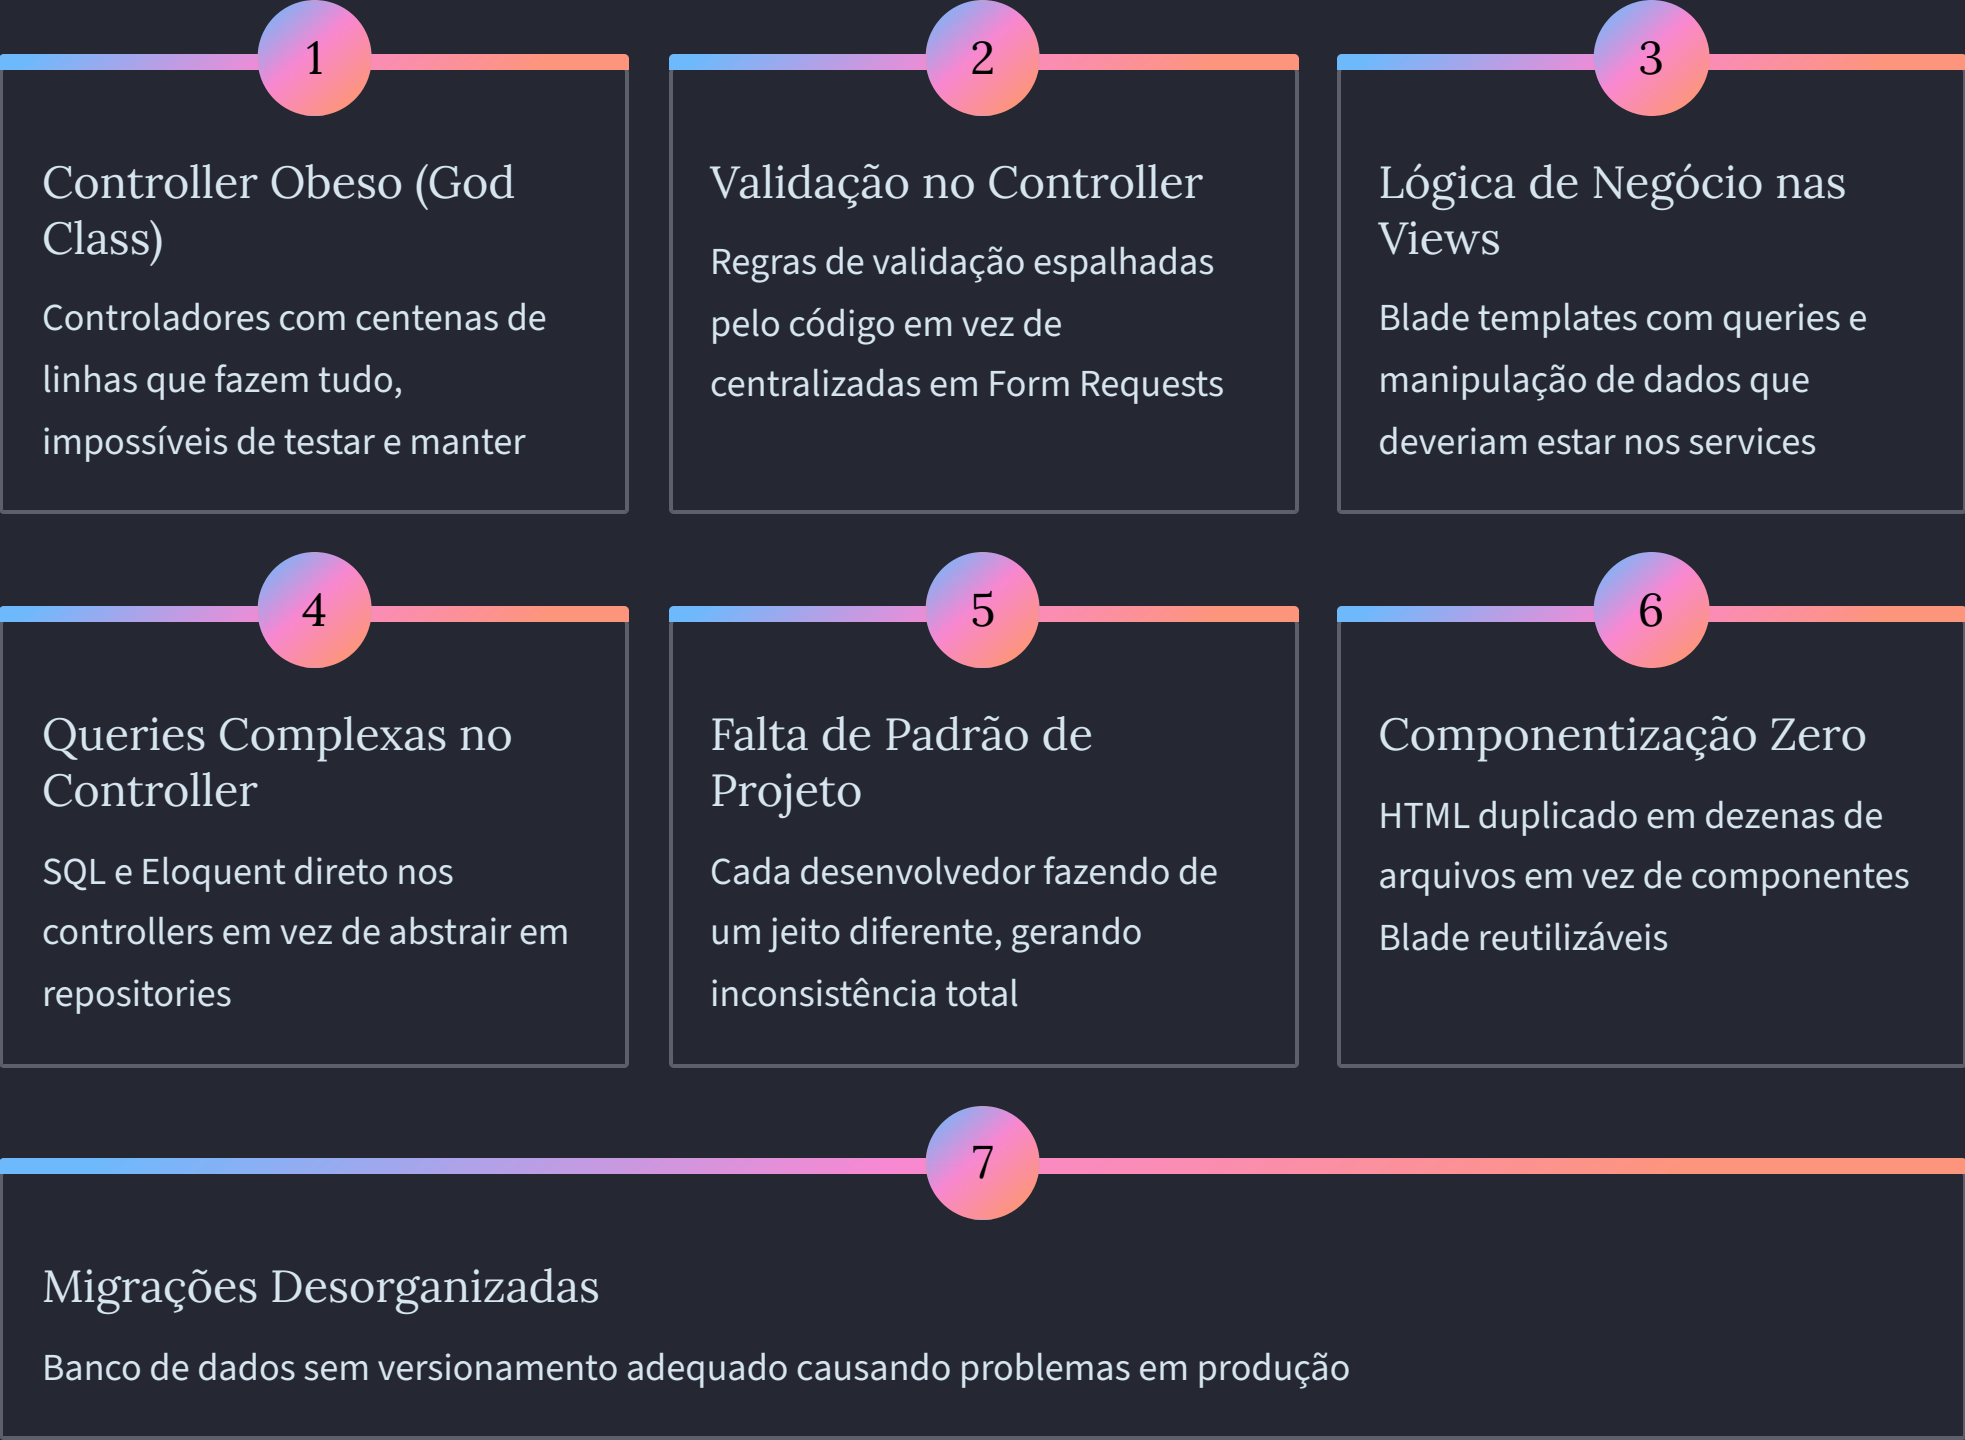 1
Controller Obeso (God
Class)
Controladores com centenas de
linhas que fazem tudo,
impossíveis de testar e manter
2
Validação no Controller
Regras de validação espalhadas
pelo código em vez de
centralizadas em Form Requests
3
Lógica de Negócio nas
Views
Blade templates com queries e
manipulação de dados que
deveriam estar nos services
4
Queries Complexas no
Controller
SQL e Eloquent direto nos
controllers em vez de abstrair em
repositories
5
Falta de Padrão de
Projeto
Cada desenvolvedor fazendo de
um jeito diferente, gerando
inconsistência total
6
Componentização Zero
HTML duplicado em dezenas de
arquivos em vez de componentes
Blade reutilizáveis
7
Migrações Desorganizadas
Banco de dados sem versionamento adequado causando problemas em produção